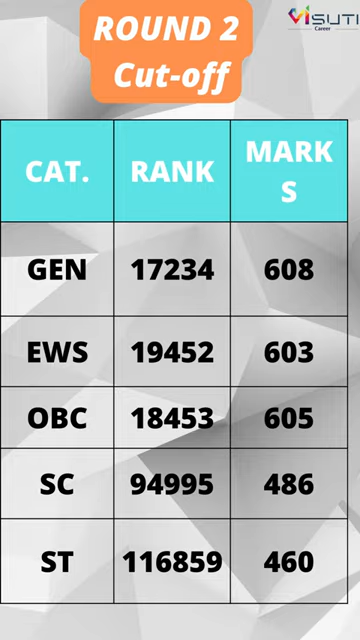 ROUND 2
Cut-off
ViSUTI
Career
CAT. RANK MARK
S
GEN 17234 608
EWS 19452 603
OBC 18453 605
SC 94995 486
ST 116859 460